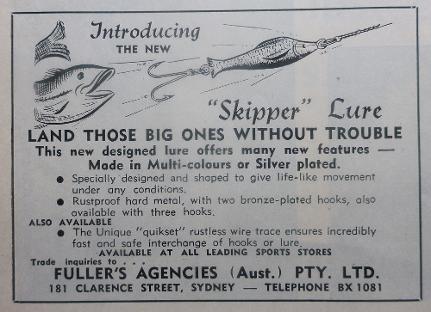 Introducing
THE NEW
"Skipper" Lure
LAND THOSE BIG ONES WITHOUT TROUBLE
This new designed lure offers many new features —
Made in Multi-colours or Silver plated.
● Specially designed and shaped to give life-like movement
under any conditions.
● Rustproof hard metal, with two bronze-plated hooks, also
available with three hooks.
ALSO AVAILABLE
● The Unique "quikset" rustless wire trace ensures incredibly
fast and safe interchange of hooks or lure.
AVAILABLE AT ALL LEADING SPORTS STORES
Trade inquiries to . . .
FULLER'S AGENCIES (Aust.) PTY. LTD.
181 CLARENCE STREET, SYDNEY — TELEPHONE BX 1081